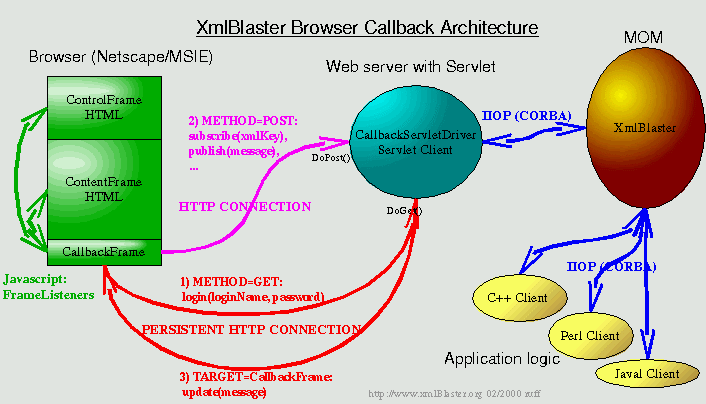 XmlBlaster Browser Callback Architecture
MOM
Browser (Netscape/MSIE)
Web server with Servlet
ControlFrame
HTML
ContentFrame
HTML
CallbackFrame
2) METHOD=POST:
subscribe(xmlKey),
publish(message),
...
DoPost()
HTTP CONNECTION
CallbackServletDriver
Servlet Client
DoGet()
IIOP (CORBA)
XmlBlaster
IIOP (CORBA)
Javascript:
FrameListeners
1) METHOD=GET:
login(loginName, password)
PERSISTENT HTTP CONNECTION
3) TARGET=CallbackFrame:
update(message)
C++ Client
Perl Client
Javal Client
Application logic
http://www.xmlBlaster.org 02/2000 ruff